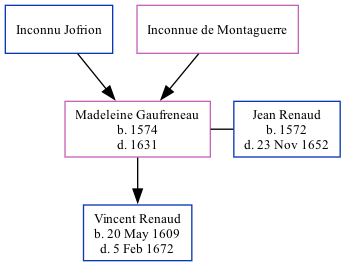 Inconnu Jofrion
Inconnue de Montaguerre
Madeleine Gaufreneau
b. 1574
d. 1631
Jean Renaud
b. 1572
d. 23 Nov 1652
Vincent Renaud
b. 20 May 1609
d. 5 Feb 1672